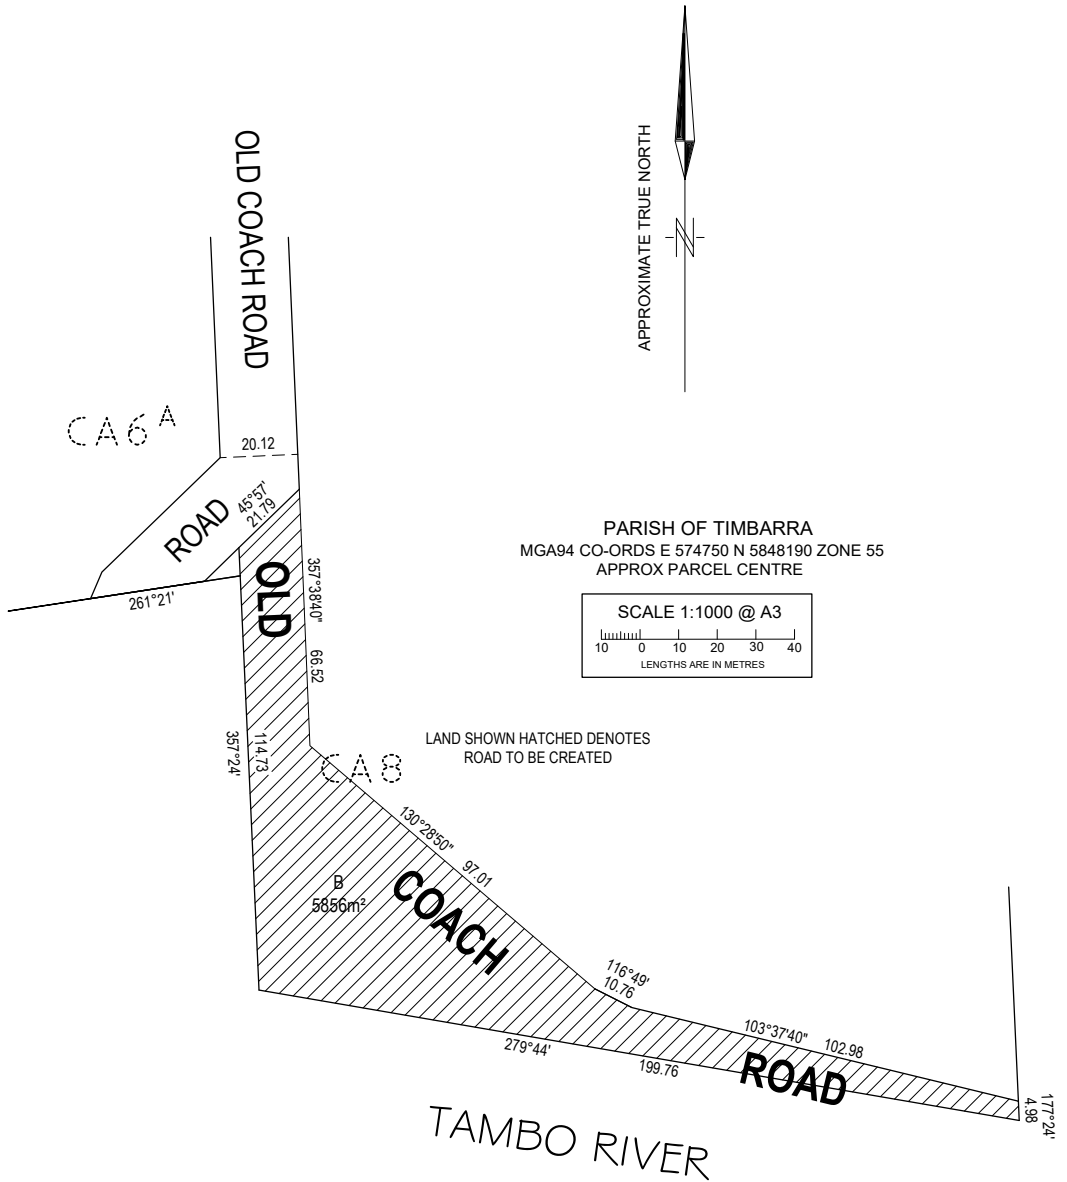 OLD COACH ROAD
APPROXIMATE TRUE NORTH
N
CA6 A
20.12
ROAD
45°57'
21.79
261°21'
OLD
357°38'40" 66.52
PARISH OF TIMBARRA
MGA94 CO-ORDS E 574750 N 5848190 ZONE 55
APPROX PARCEL CENTRE
SCALE 1:1000 @ A3
10 0 10 20 30 40
LENGTHS ARE IN METRES
357°24'
114.73
LAND SHOWN HATCHED DENOTES
ROAD TO BE CREATED
CA8
130°28'50" 97.01
B
5856m²
COACH
116°49'
10.76
103°37'40" 102.98
279°44' 199.76
ROAD
177°24'
4.98
TAMBO RIVER